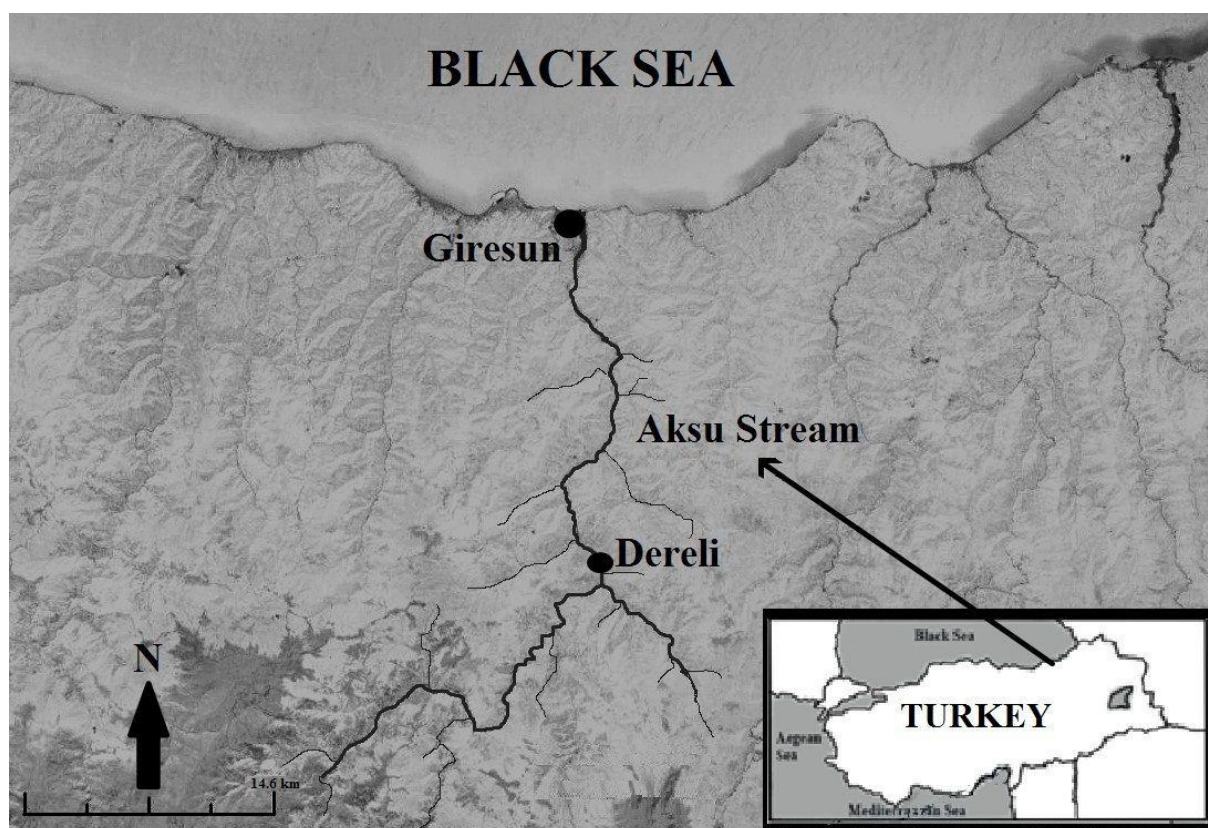 BLACK SEA
Giresun
Aksu Stream
Dereli
N
14.6 km
Black Sea
TURKEY
Aegean
Sea
Mediterranean Sea